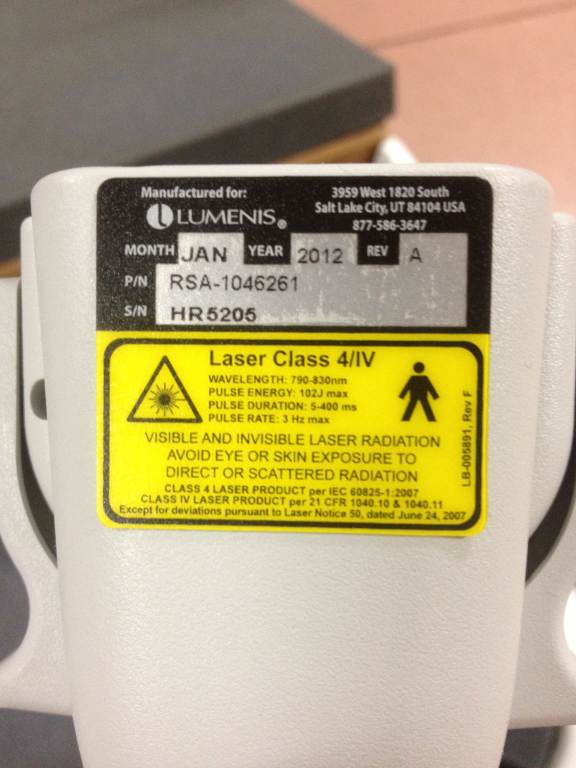 Manufactured for:
LUMENIS®
3959 West 1820 South
Salt Lake City, UT 84104 USA
877-586-3647
MONTH JAN YEAR 2012 REV A
P/N RSA-1046261
S/N HR5205
Laser Class 4/IV
WAVELENGTH: 790-830nm
PULSE ENERGY: 102J max
PULSE DURATION: 5-400 ms
PULSE RATE: 3 Hz max
VISIBLE AND INVISIBLE LASER RADIATION
AVOID EYE OR SKIN EXPOSURE TO
DIRECT OR SCATTERED RADIATION
CLASS 4 LASER PRODUCT per IEC 60825-1:2007
CLASS IV LASER PRODUCT per 21 CFR 1040.10 & 1040.11
Except for deviations pursuant to Laser Notice 50, dated June 24, 2007
LB-005891, Rev F